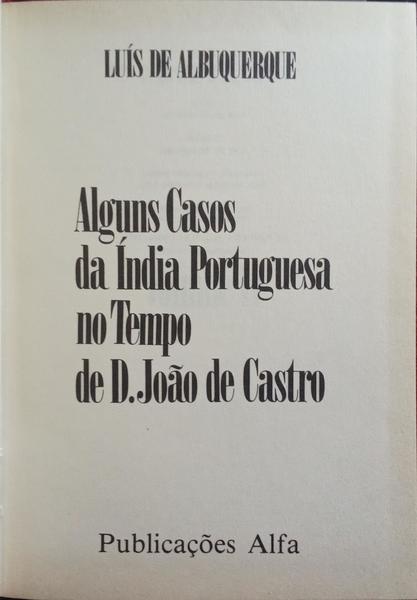 LUÍS DE ALBUQUERQUE
Alguns Casos
da Índia Portuguesa
no Tempo
de D. João de Castro
Publicações Alfa